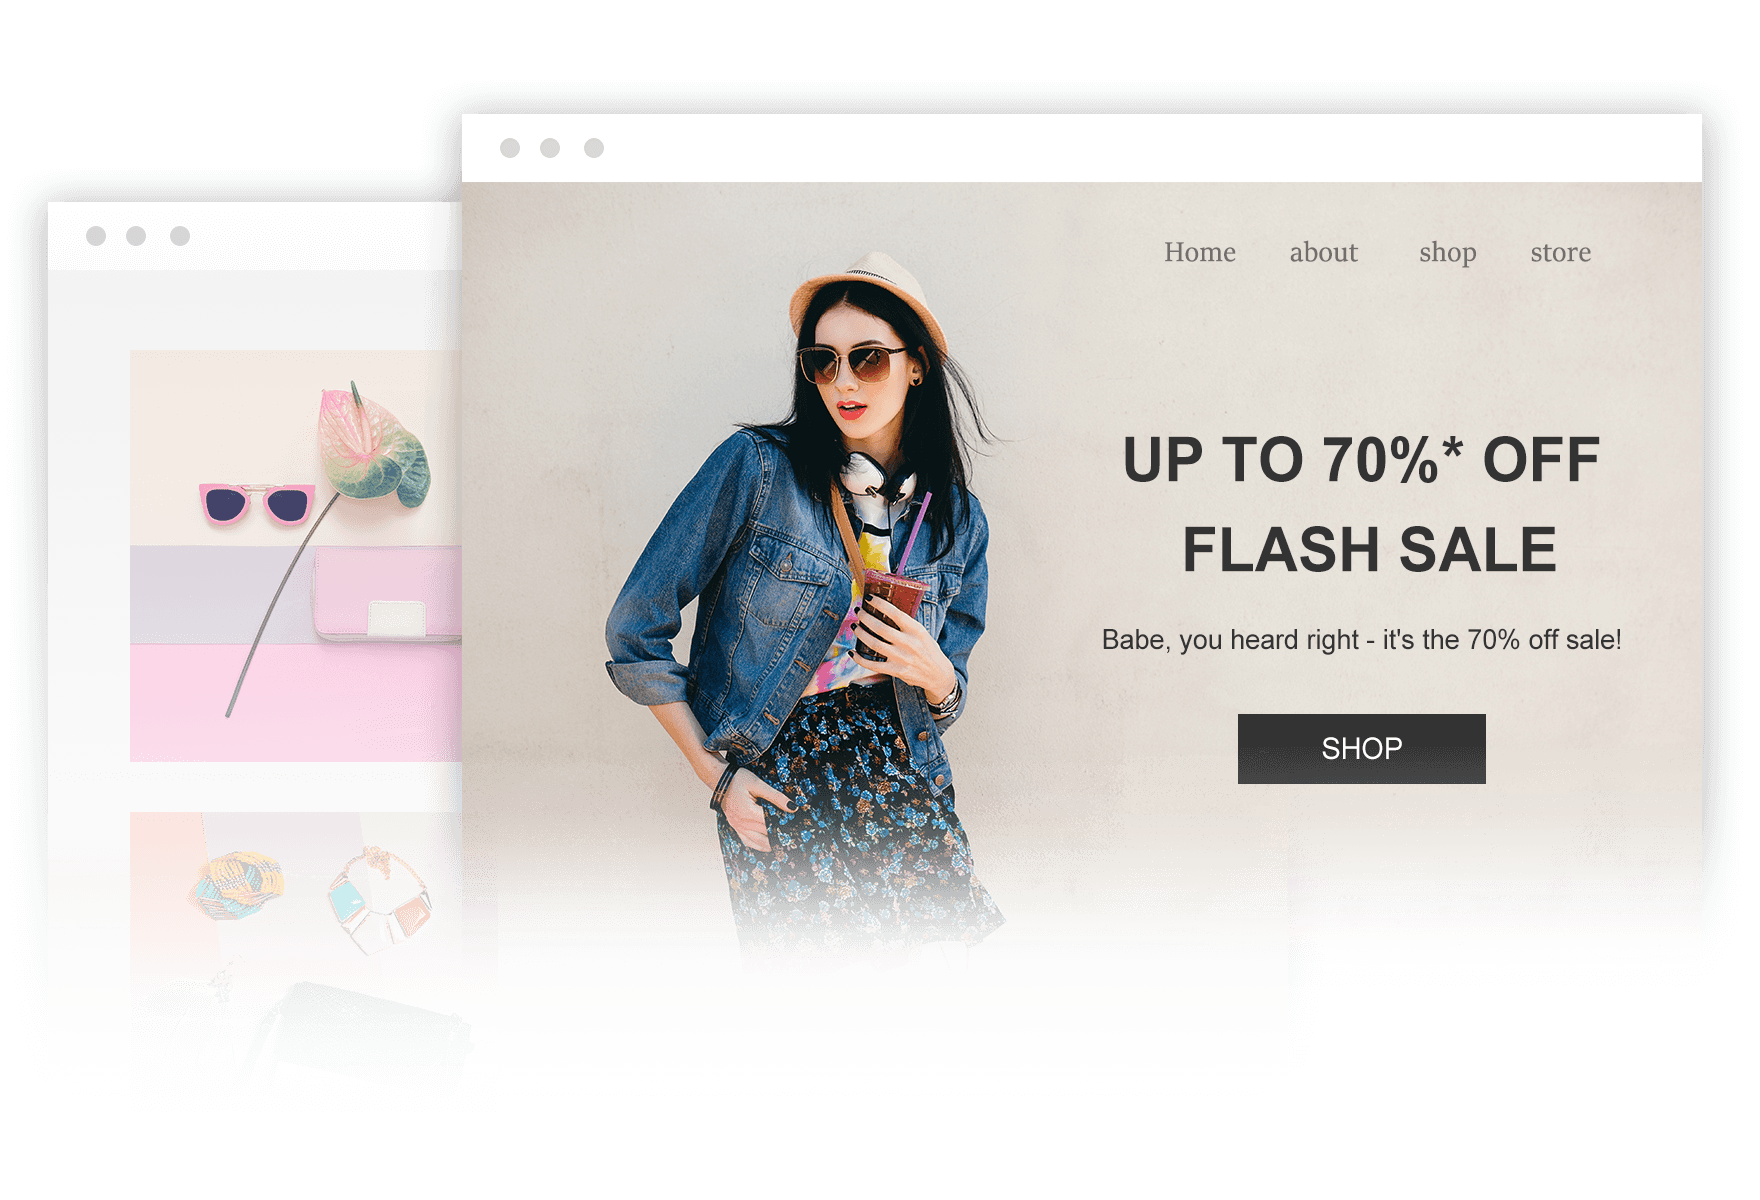 Home about shop store
UP TO 70%* OFF
FLASH SALE
Babe, you heard right - it's the 70% off sale!
SHOP